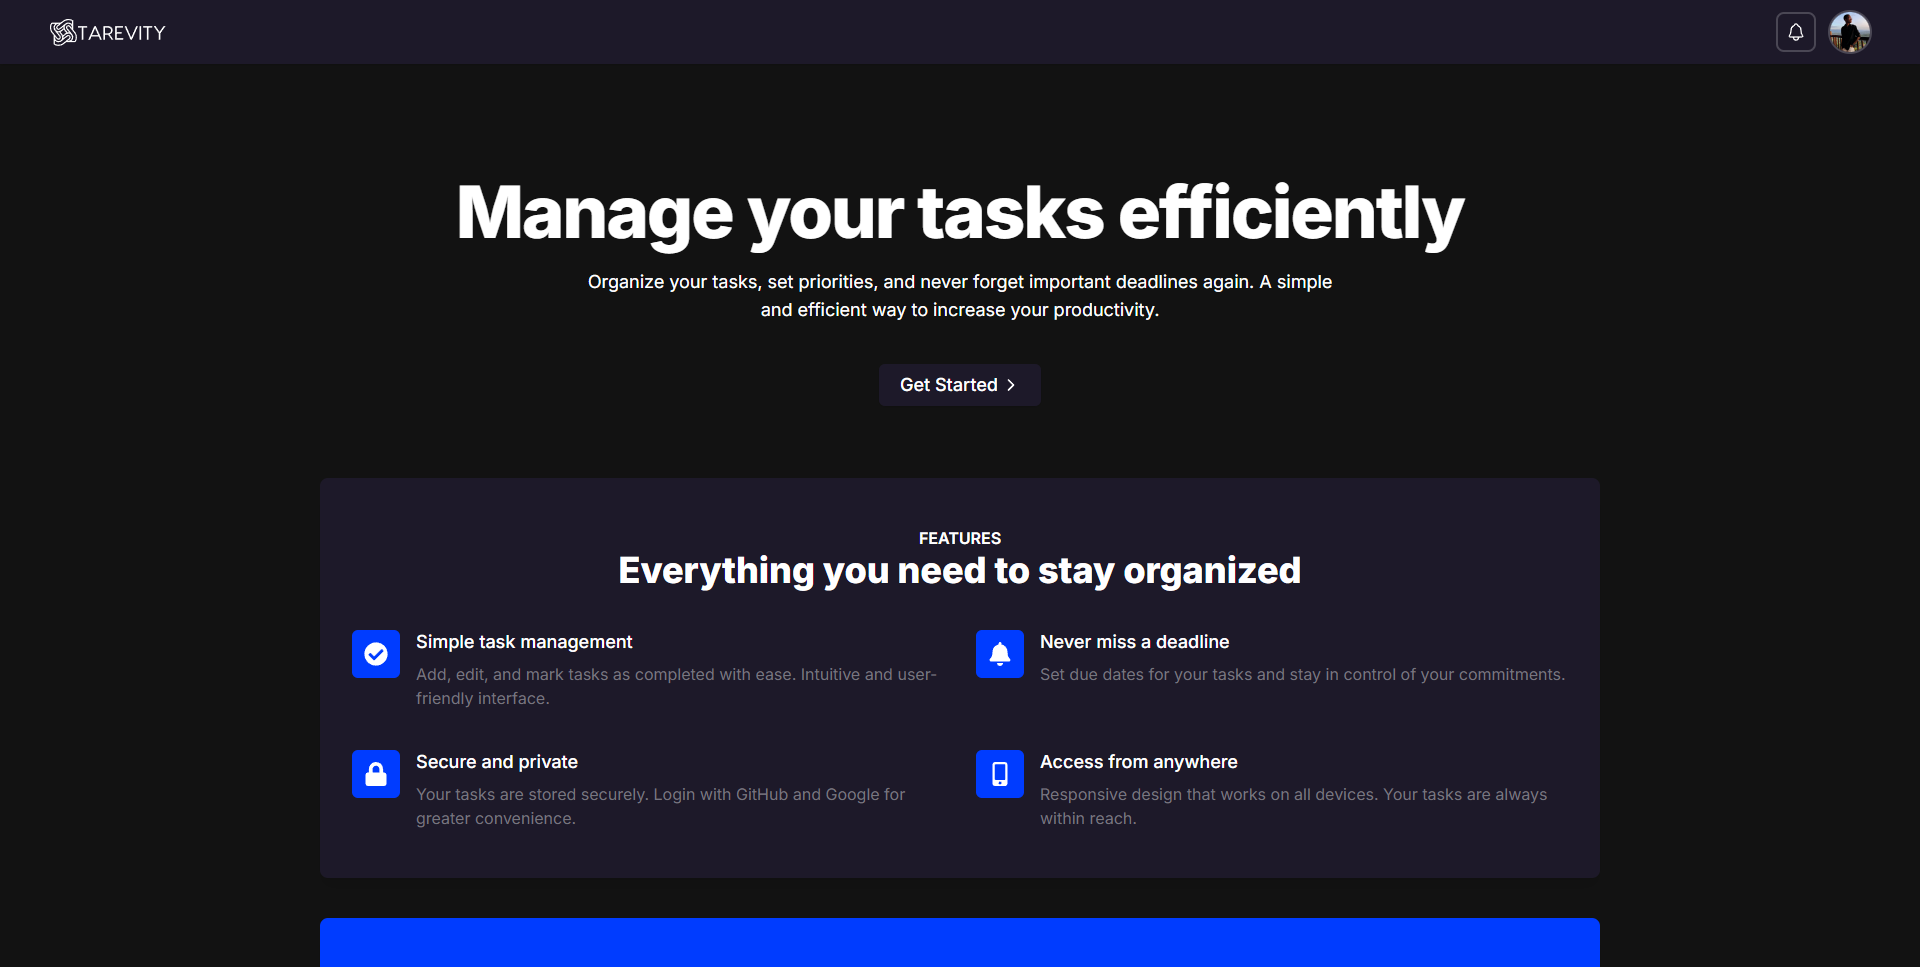 TAREVITY
Manage your tasks efficiently
Organize your tasks, set priorities, and never forget important deadlines again. A simple
and efficient way to increase your productivity.
Get Started
FEATURES
Everything you need to stay organized
Simple task management
Add, edit, and mark tasks as completed with ease. Intuitive and user-
friendly interface.
Never miss a deadline
Set due dates for your tasks and stay in control of your commitments.
Secure and private
Your tasks are stored securely. Login with GitHub and Google for
greater convenience.
Access from anywhere
Responsive design that works on all devices. Your tasks are always
within reach.